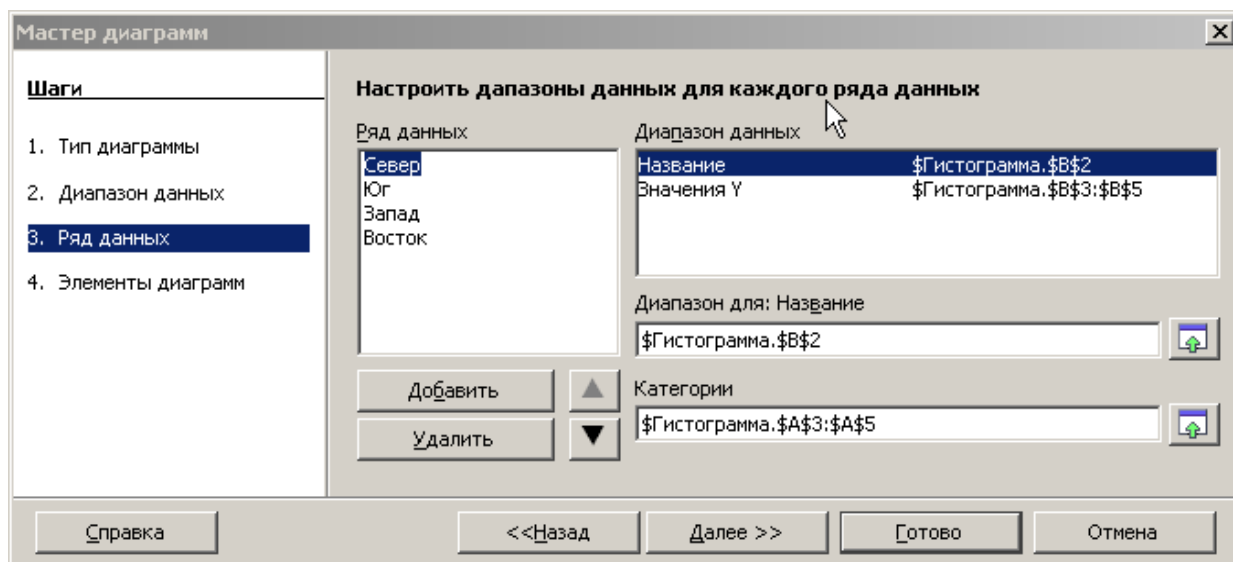 Мастер диаграмм
Шаги
1. Тип диаграммы
2. Диапазон данных
3. Ряд данных
4. Элементы диаграмм
Настроить дапазоны данных для каждого ряда данных
Ряд данных
Север
Юг
Запад
Восток
Добавить
Удалить
Диапазон данных
Название $Гистограмма.$B$2
Значения Y $Гистограмма.$B$3:$B$5
Диапазон для: Название
$Гистограмма.$B$2
Категории
$Гистограмма.$A$3:$A$5
Справка
<<Назад
Далее >>
Готово
Отмена